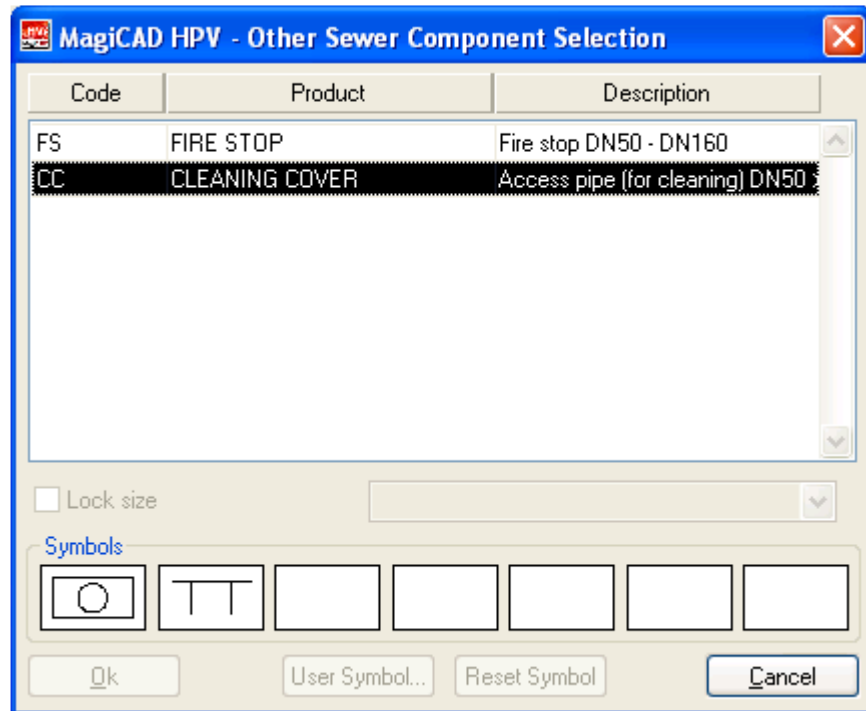 MagiCAD HPV - Other Sewer Component Selection
Code Product Description
FS FIRE STOP Fire stop DN50 - DN160
CC CLEANING COVER Access pipe (for cleaning) DN50
Lock size
Symbols
Ok User Symbol... Reset Symbol Cancel